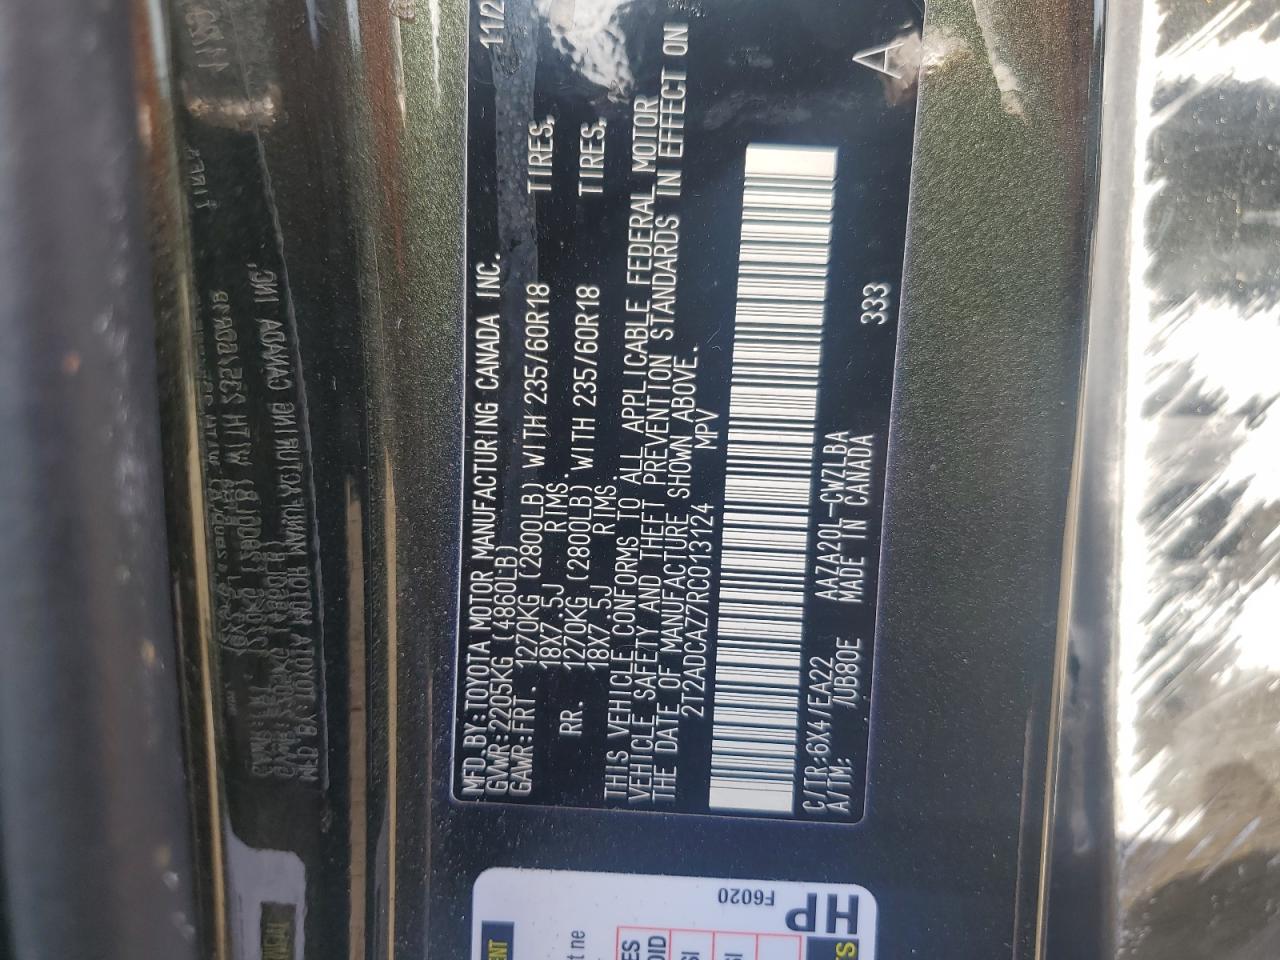 MFD.BY:TOYOTA MOTOR MANUFACTURING CANADA INC. 11/2
GVWR:2205KG (4860LB)
GAWR:FRT. 1270KG (2800LB) WITH 235/60R18 TIRES,
18X7.5J RIMS.
RR. 1270KG (2800LB) WITH 235/60R18 TIRES,
18X7.5J RIMS.
THIS VEHICLE CONFORMS TO ALL APPLICABLE FEDERAL MOTOR
VEHICLE SAFETY AND THEFT PREVENTION STANDARDS IN EFFECT ON
THE DATE OF MANUFACTURE SHOWN ABOVE.
2T2ADCAZ7RC013124 MPV
C/TR:6X4/EA22 AAZA20L-CWZLBA
A/TM: /UB80E MADE IN CANADA
333
A
HP
F6020